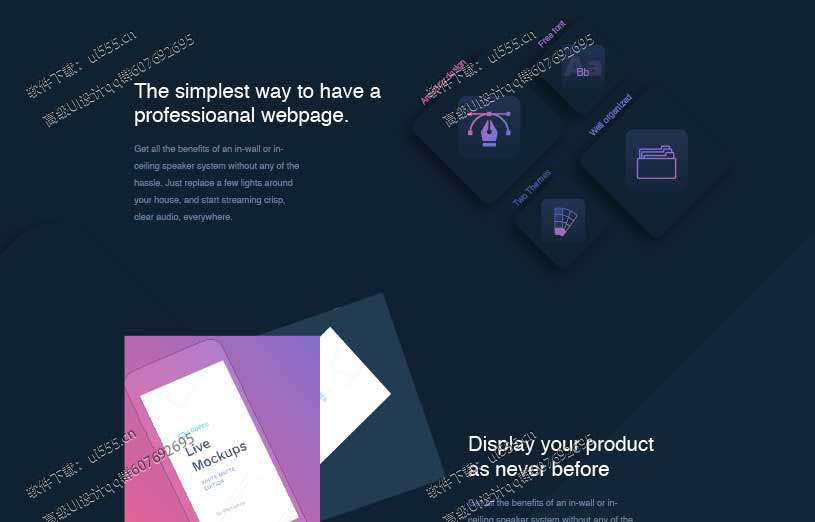 软件下载：ui555.cn
高级UI设计qq群607692695
软件下载：ui555.cn
高级UI设计qq群607692695
Free font
Aa
Bb
Well organized
Two Themes
The simplest way to have a
professioanal webpage.
Get all the benefits of an in-wall or in-
ceiling speaker system without any of the
hassle. Just replace a few lights around
your house, and start streaming crisp,
clear audio, everywhere.
Live
Mockups
WHITE MATTE
EDITION
软件下载：ui555.cn
高级UI设计qq群607692695
Display your product
as never before
Get all the benefits of an in-wall or in-
ceiling speaker system without any of the
软件下载：ui555.cn
高级UI设计qq群607692695